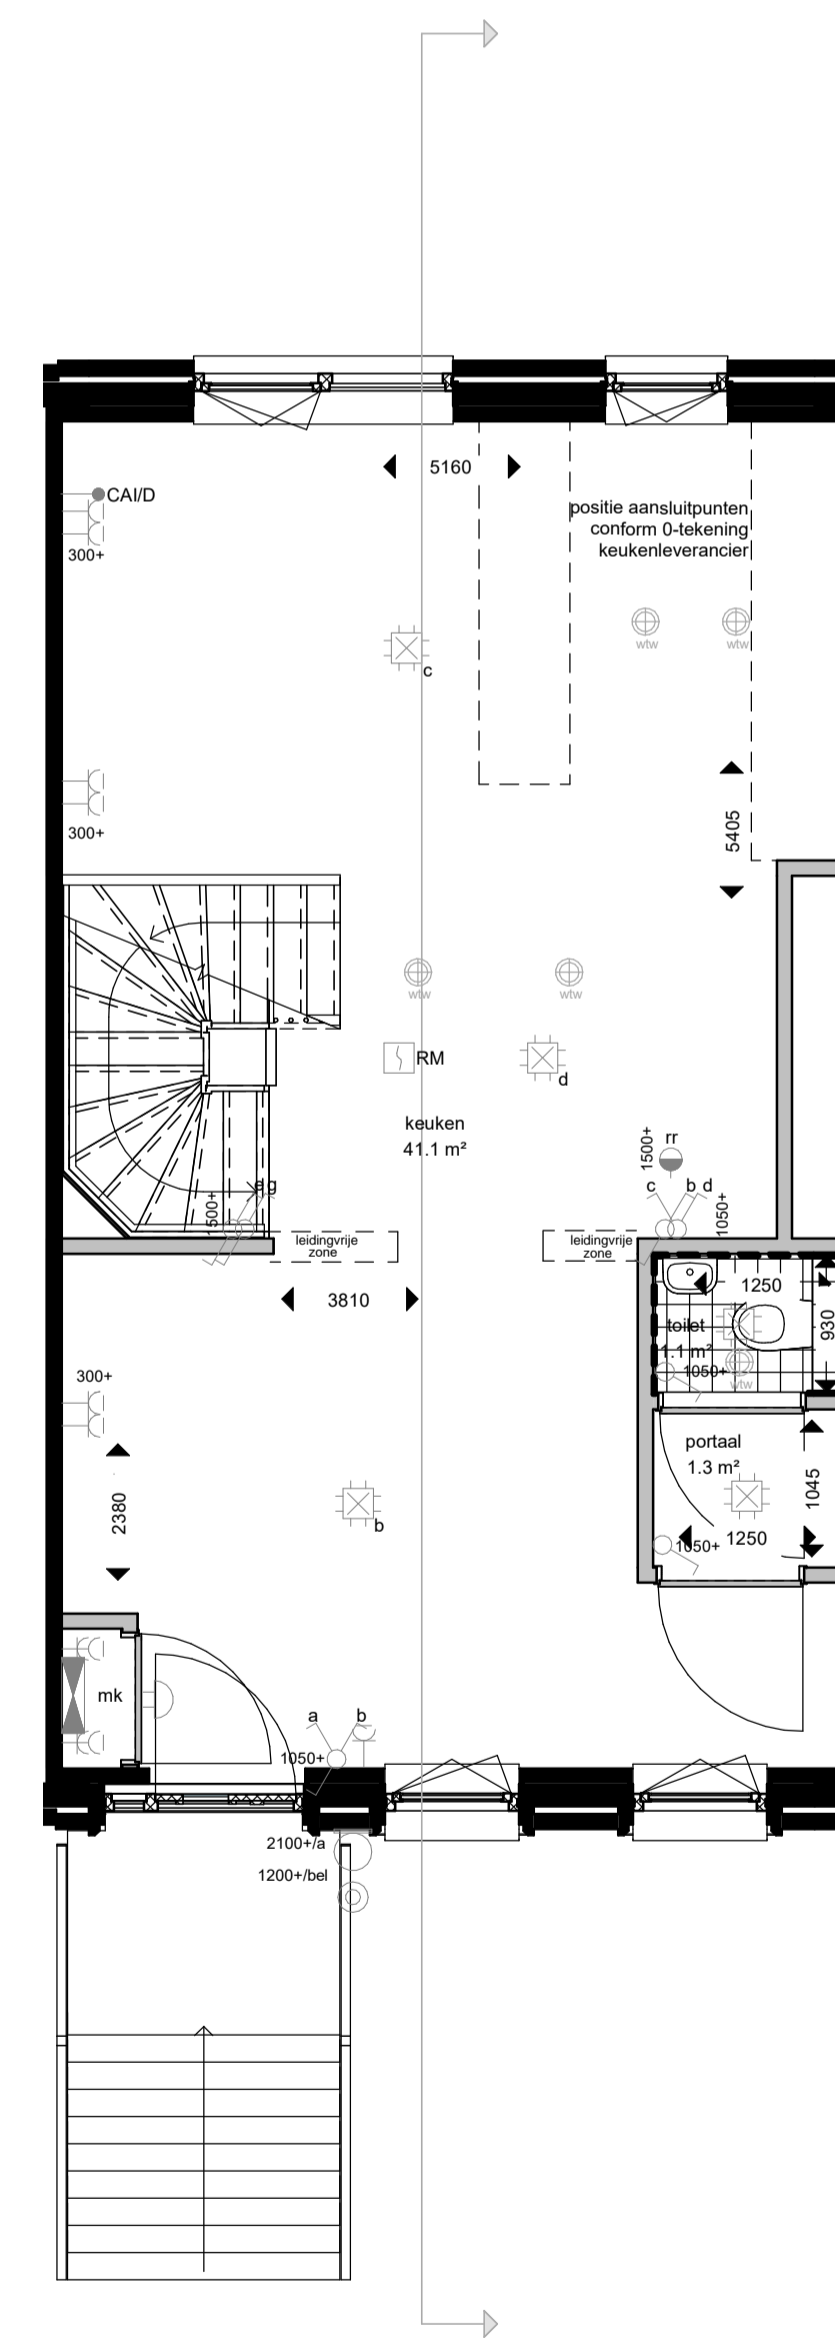 5160
CAI/D
300+
positie aansluitpunten
conform 0-tekening
keukenleverancier
wtw
wtw
c
300+
5405
wtw
wtw
RM
d
keuken
41.1 m²
1500+
rr
c
b d
1050+
e g
1500+
leidingvrije
zone
leidingvrije
zone
3810
1250
930
toilet
1.1 m²
1050+
wtw
300+
portaal
1.3 m²
1045
2380
b
1050+
1250
mk
a
b
1050+
2100+/a
1200+/bel